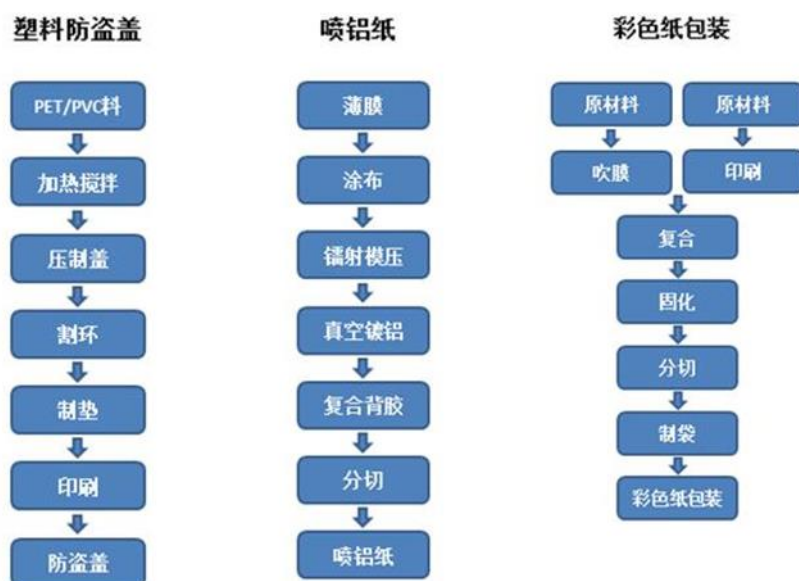 塑料防盗盖
PET/PVC料
加热搅拌
压制盖
割环
制垫
印刷
防盗盖
喷铝纸
薄膜
涂布
镭射模压
真空镀铝
复合背胶
分切
喷铝纸
彩色纸包装
原材料
原材料
吹膜
印刷
复合
固化
分切
制袋
彩色纸包装